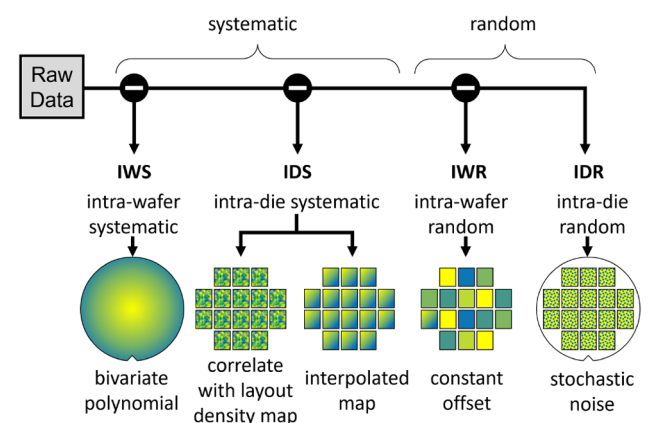 systematic
random
Raw
Data
IWS
intra-wafer
systematic
IDS
intra-die systematic
IWR
intra-wafer
random
IDR
intra-die
random
bivariate
polynomial
correlate
with layout
density map
interpolated
map
constant
offset
stochastic
noise